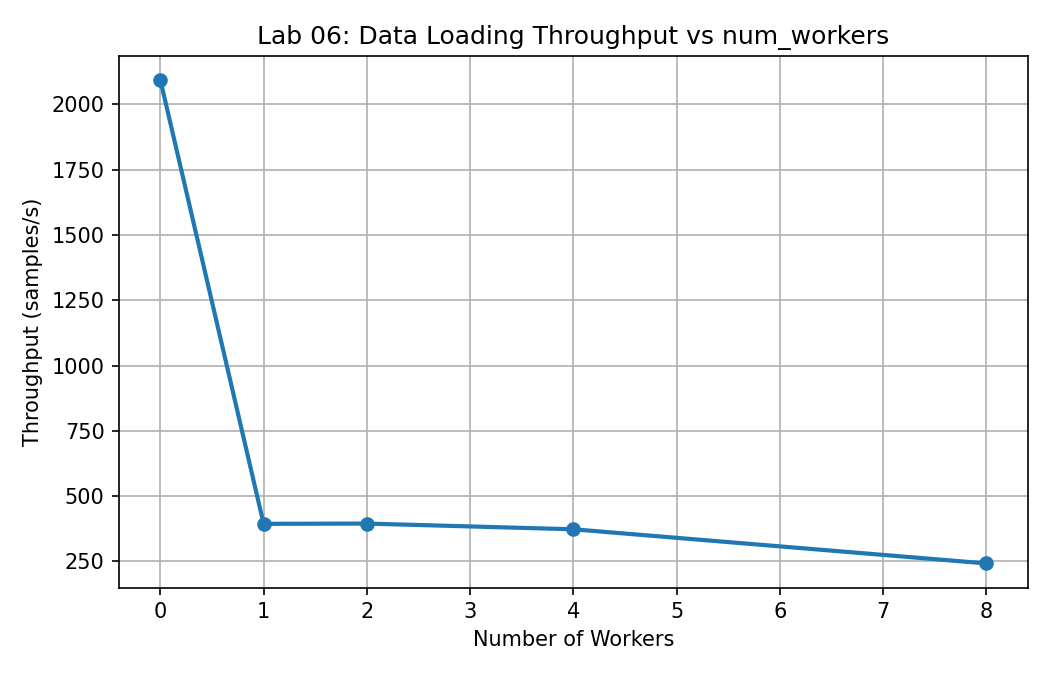 Lab 06: Data Loading Throughput vs num_workers
Throughput (samples/s)
2000
1750
1500
1250
1000
750
500
250
0 1 2 3 4 5 6 7 8
Number of Workers